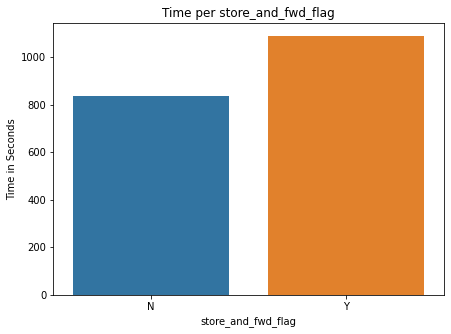 Time per store_and_fwd_flag
1000
800
600
400
200
0
Time in Seconds
N Y
store_and_fwd_flag